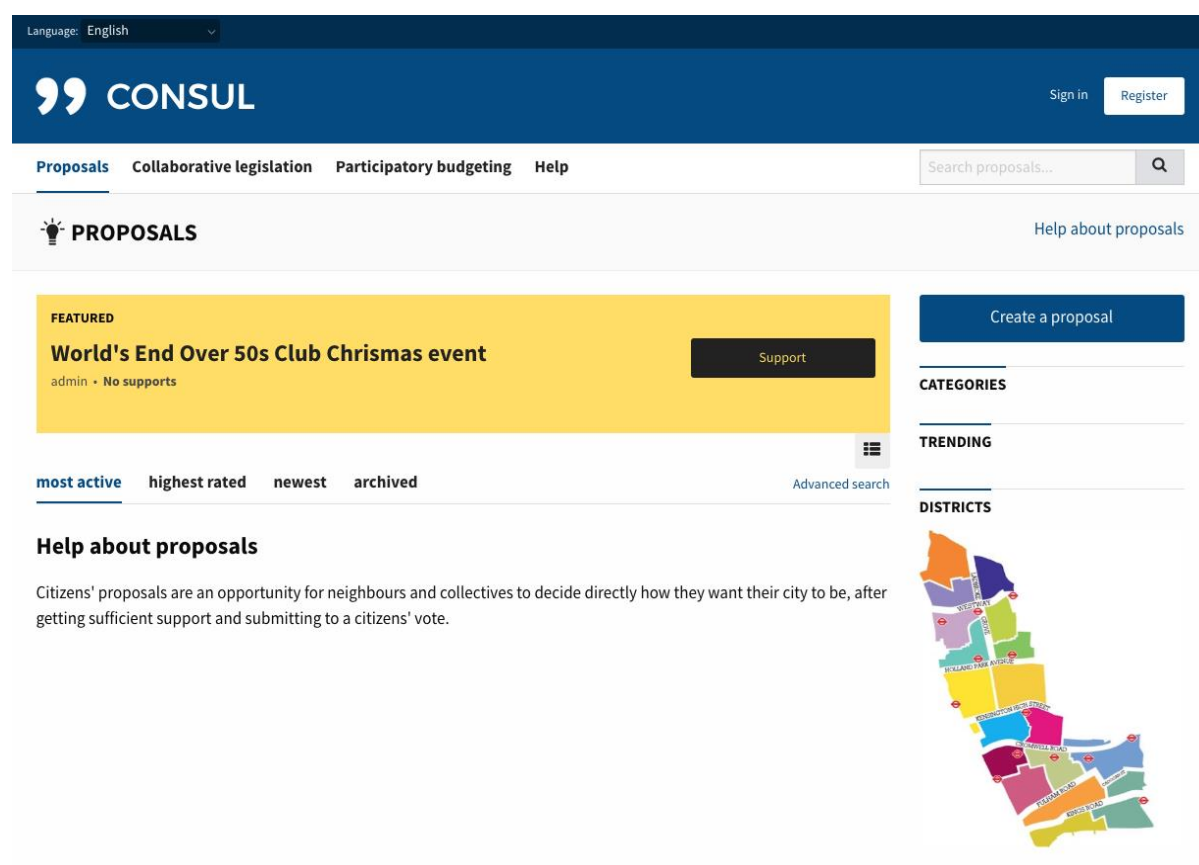 Language: English
CONSUL
Sign in Register
Proposals Collaborative legislation Participatory budgeting Help
Search proposals...
PROPOSALS
Help about proposals
FEATURED
World's End Over 50s Club Chrismas event
admin • No supports
Support
Create a proposal
CATEGORIES
TRENDING
most active highest rated newest archived
Advanced search
DISTRICTS
Help about proposals
Citizens' proposals are an opportunity for neighbours and collectives to decide directly how they want their city to be, after
getting sufficient support and submitting to a citizens' vote.
LADBROKE
WESTWAY
GROVE
HOLLAND PARK AVENUE
KENSINGTON HIGH STREET
CROMWELL ROAD
FULHAM ROAD
KINGS ROAD